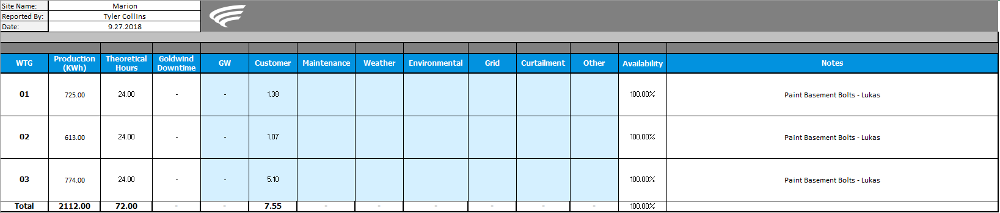 Site Name: Marion
Reported By: Tyler Collins
Date: 9.27.2018
WTG Production (KWh) Theoretical Hours Goldwind Downtime GW Customer Maintenance Weather Environmental Grid Curtailment Other Availability Notes
01 725.00 24.00 - - 1.38 100.00% Paint Basement Bolts - Lukas
02 613.00 24.00 - - 1.07 100.00% Paint Basement Bolts - Lukas
03 774.00 24.00 - - 5.10 100.00% Paint Basement Bolts - Lukas
Total 2112.00 72.00 - - 7.55 - - - - - - 100.00%